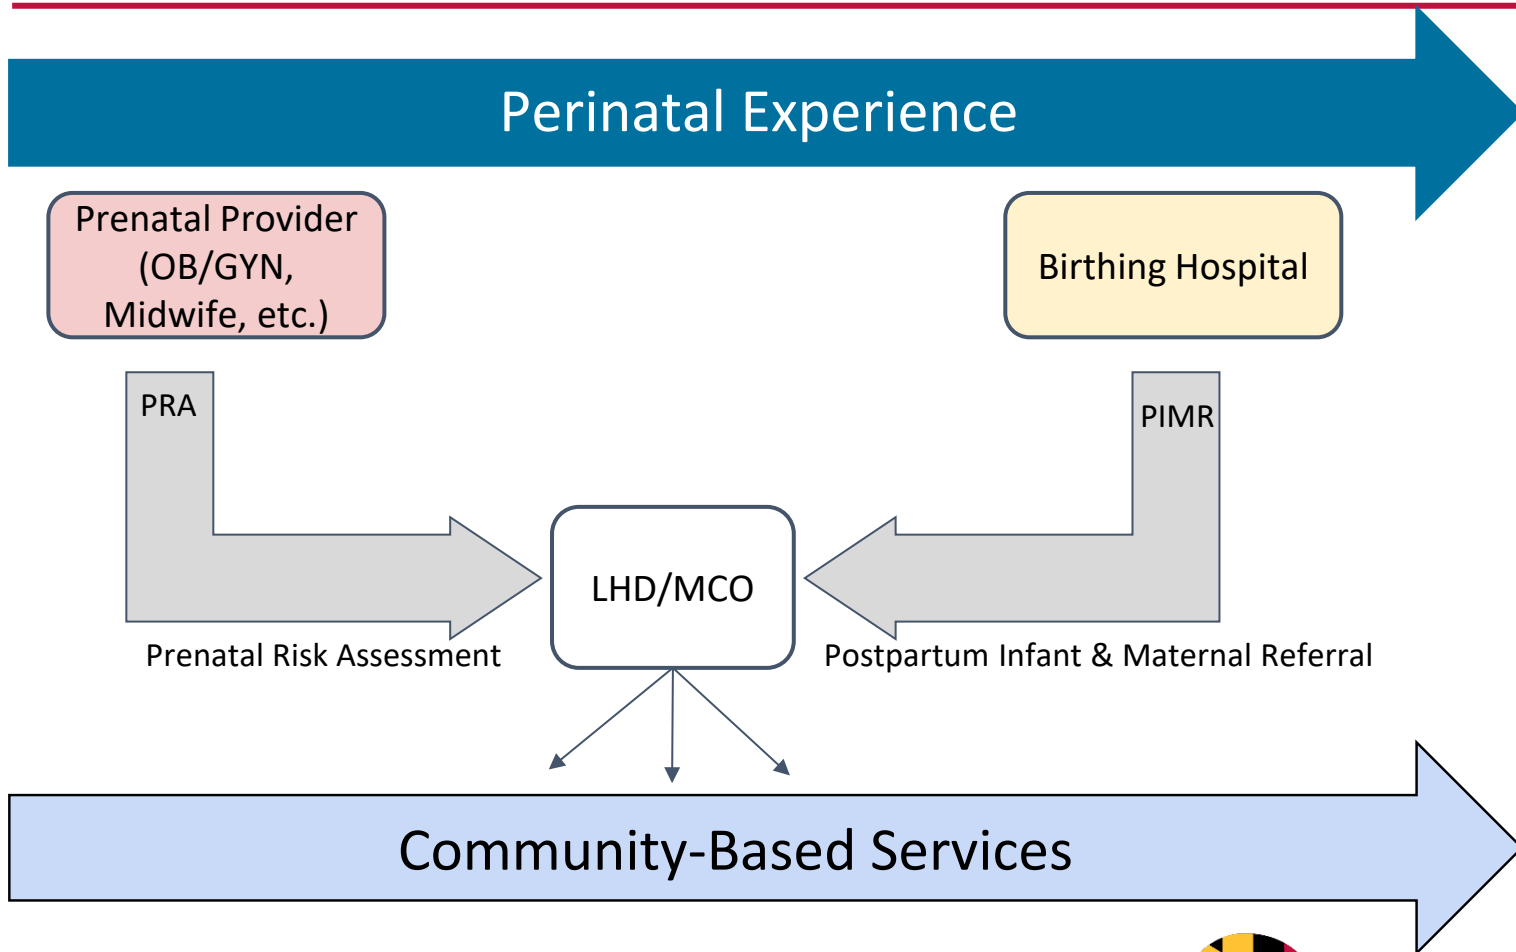 Perinatal Experience
Prenatal Provider
(OB/GYN,
Midwife, etc.)
Birthing Hospital
PRA
PIMR
LHD/MCO
Prenatal Risk Assessment
Postpartum Infant & Maternal Referral
Community-Based Services